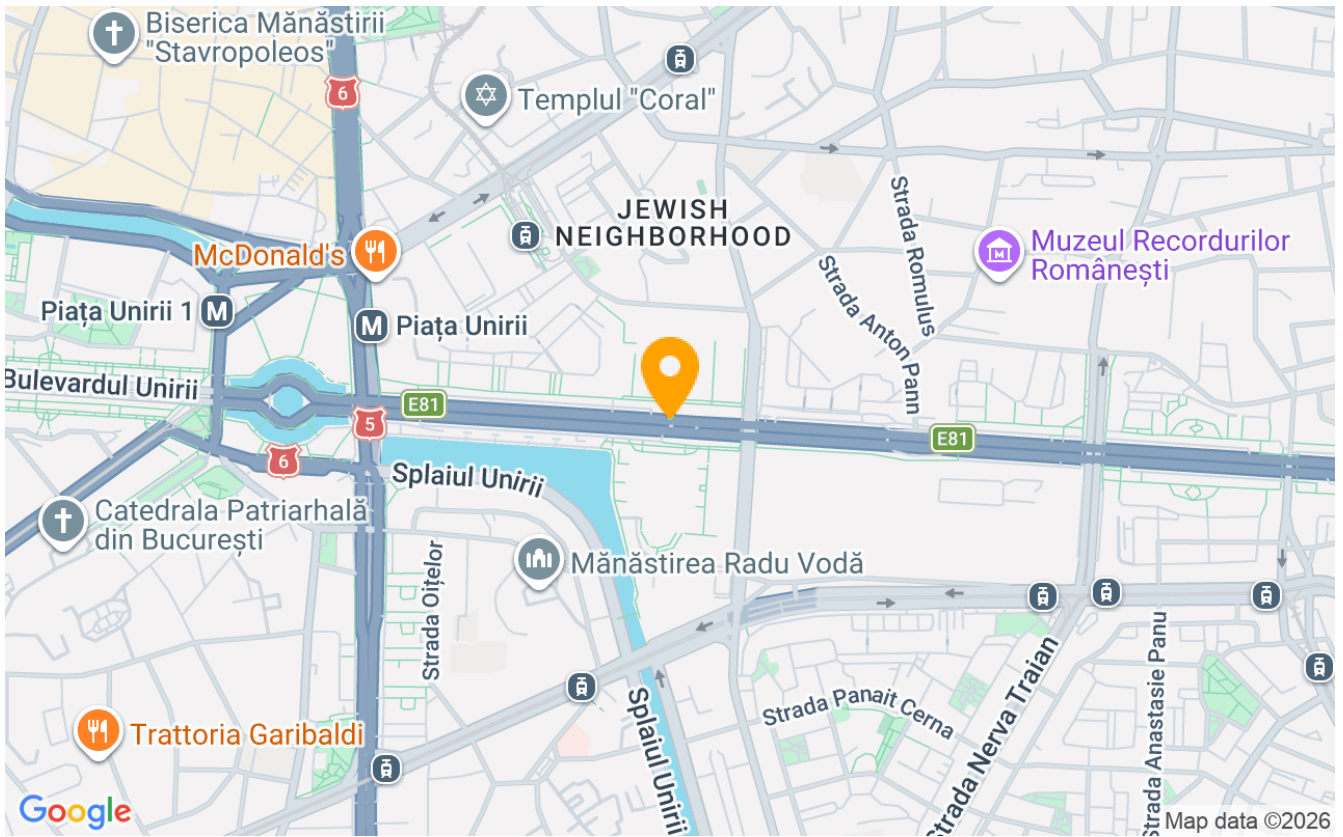 Biserica Mănăstirii
"Stavropoleos"
6
Templul "Coral"
JEWISH
NEIGHBORHOOD
Strada Romulus
McDonald's
Muzeul Recordurilor
Românești
Strada Anton Pann
Piața Unirii 1
M
M
Piața Unirii
Bulevardul Unirii
E81
5
E81
6
Splaiul Unirii
Catedrala Patriarhală
din București
Strada Oițelor
Mănăstirea Radu Vodă
Strada Panait Cerna
Strada Nerva Traian
Strada Anastasie Panu
Splaiul Unirii
Trattoria Garibaldi
Google
Map data ©2026